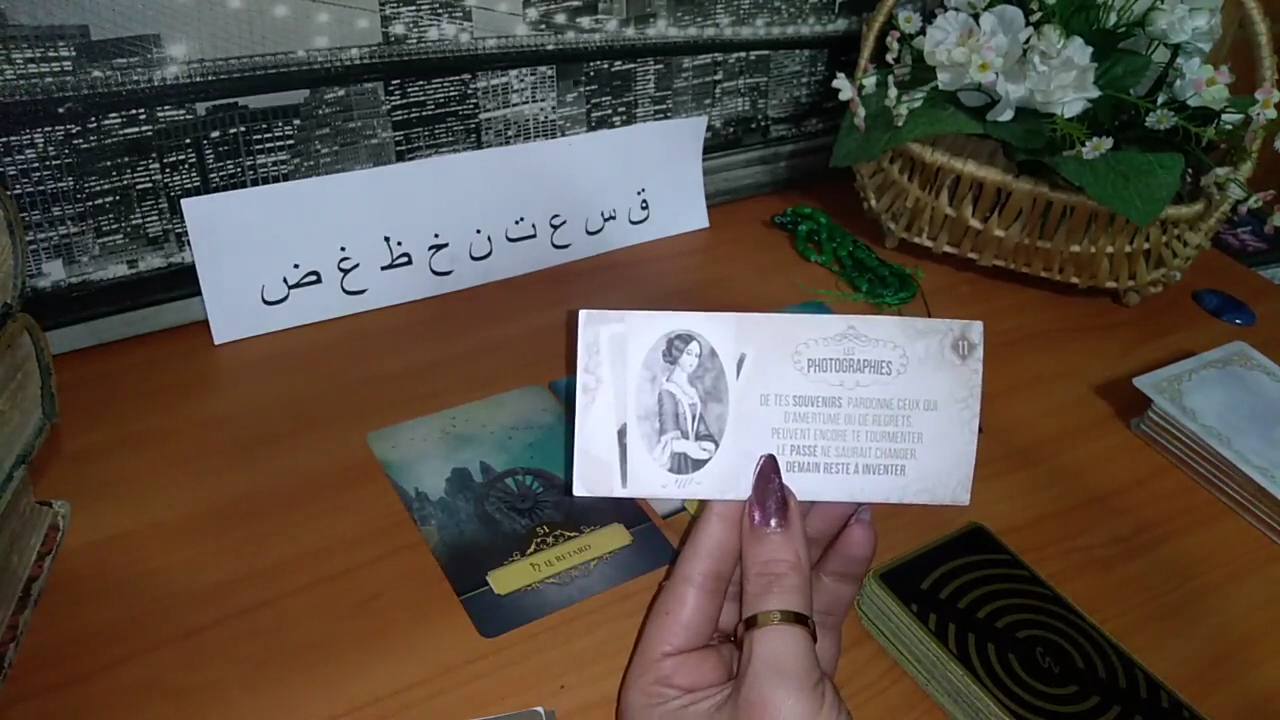 ق س ع ت ن خ ظ غ ض
LES
PHOTOGRAPHIES
11
DE TES SOUVENIRS, PARDONNE CEUX QUI
D'AMERTUME OU DE REGRETS,
PEUVENT ENCORE TE TOURMENTER
LE PASSÉ NE SAURAIT CHANGER,
DEMAIN RESTE À INVENTER.
51
LE RETARD